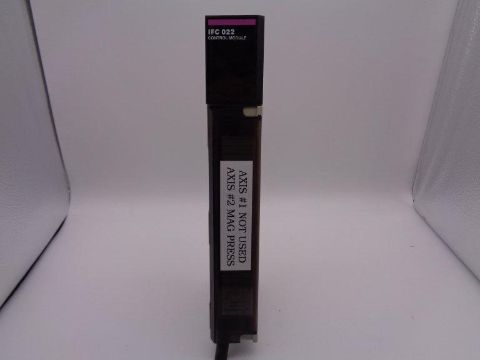 IFC 022
CONTROL MODULE
AXIS #1 NOT USED
AXIS #2 MAG PRESS